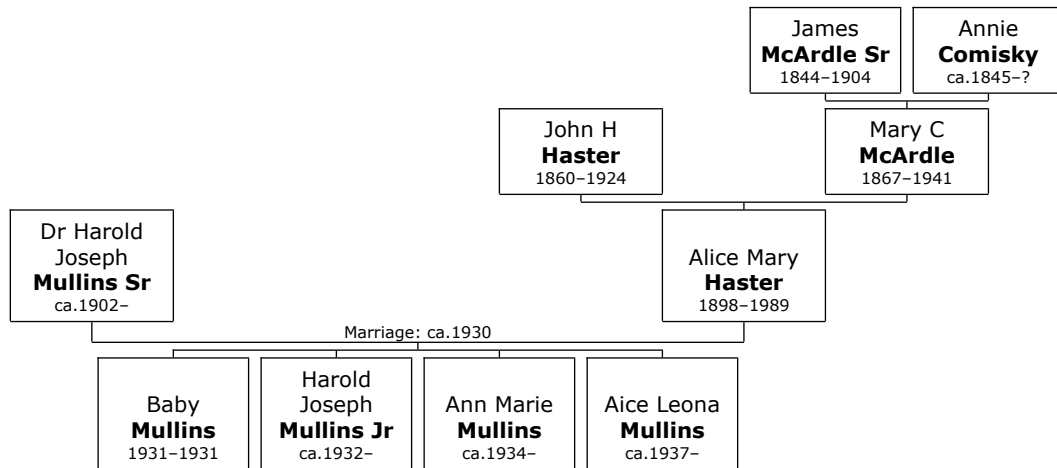 James
McArdle Sr
1844–1904
Annie
Comisky
ca.1845–?
John H
Haster
1860–1924
Mary C
McArdle
1867–1941
Dr Harold
Joseph
Mullins Sr
ca.1902–
Alice Mary
Haster
1898–1989
Marriage: ca.1930
Baby
Mullins
1931–1931
Harold
Joseph
Mullins Jr
ca.1932–
Ann Marie
Mullins
ca.1934–
Aice Leona
Mullins
ca.1937–